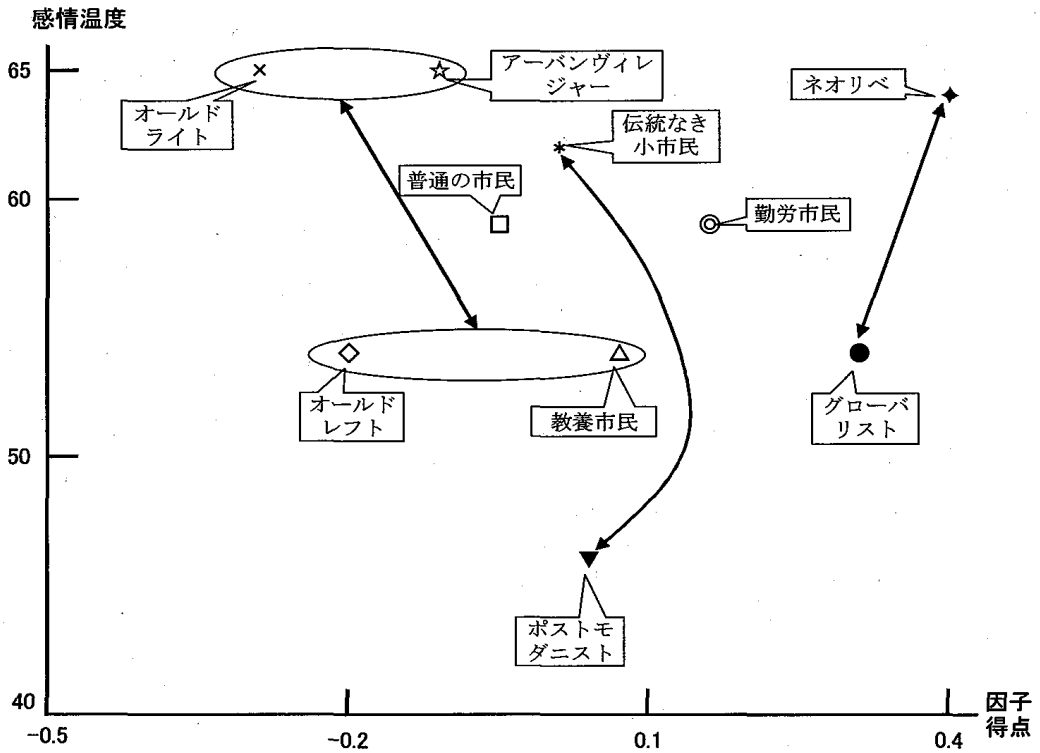 感情温度
65
オールド
ライト
アーバンヴィレ
ジャー
ネオリベ
伝統なき
小市民
普通の市民
60
勤労市民
オールド
レフト
教養市民
グローバ
リスト
50
ポストモ
ダニスト
40
-0.5
-0.2
0.1
0.4
因子
得点